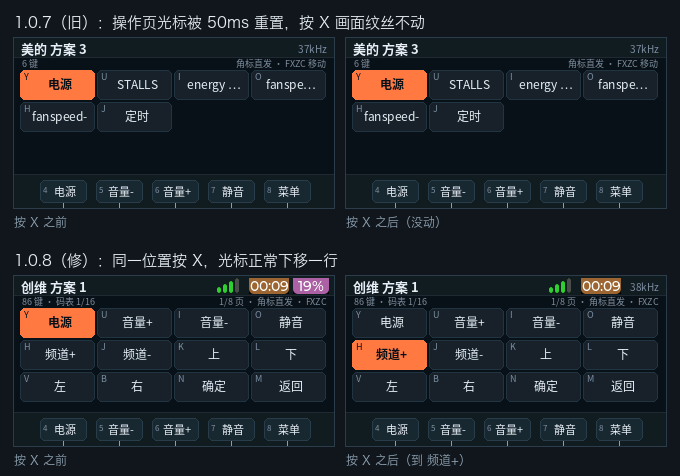 1.0.7（旧）：操作页光标被 50ms 重置，按 X 画面纹丝不动
美的 方案 3 37kHz
6 键 角标直发 · FXZC 移动
Y 电源 U STALLS I energy … O fanspe…
H fanspeed- J 定时
4 电源 5 音量- 6 音量+ 7 静音 8 菜单
按 X 之前
美的 方案 3 37kHz
6 键 角标直发 · FXZC 移动
Y 电源 U STALLS I energy … O fanspe…
H fanspeed- J 定时
4 电源 5 音量- 6 音量+ 7 静音 8 菜单
按 X 之后（没动）
1.0.8（修）：同一位置按 X，光标正常下移一行
创维 方案 1 00:09 19%
86 键 · 码表 1/16 1/8 页 · 角标直发 · FXZC
Y 电源 U 音量+ I 音量- O 静音
H 频道+ J 频道- K 上 L 下
V 左 B 右 N 确定 M 返回
4 电源 5 音量- 6 音量+ 7 静音 8 菜单
按 X 之前
创维 方案 1 00:09 38kHz
86 键 · 码表 1/16 1/8 页 · 角标直发 · FXZC
Y 电源 U 音量+ I 音量- O 静音
H 频道+ J 频道- K 上 L 下
V 左 B 右 N 确定 M 返回
4 电源 5 音量- 6 音量+ 7 静音 8 菜单
按 X 之后（到 频道+）